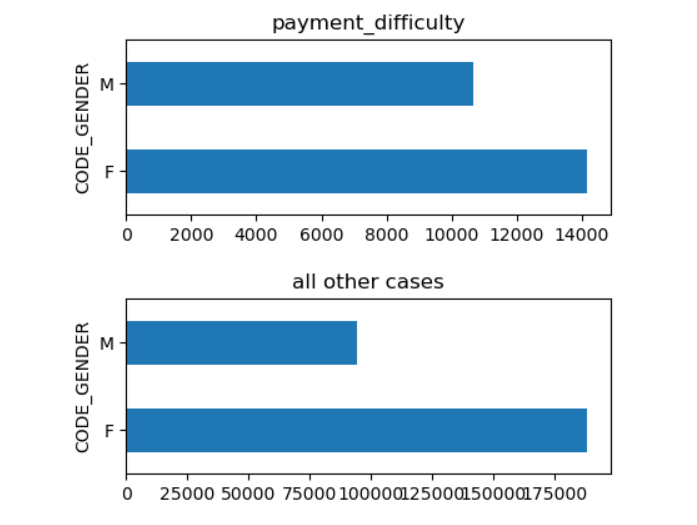 payment_difficulty
CODE_GENDER
M
F
0 2000 4000 6000 8000 10000 12000 14000
all other cases
CODE_GENDER
M
F
0 25000 50000 75000 100000 125000 150000 175000